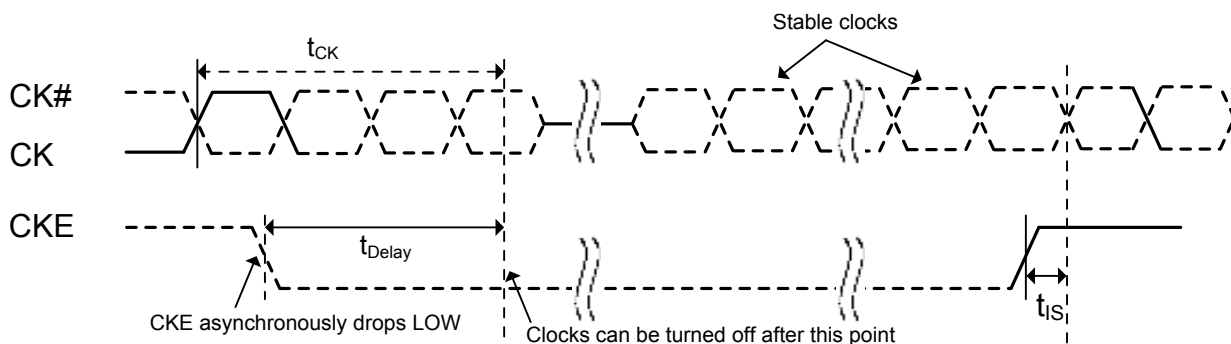 Stable clocks
tCK
CK#
CK
CKE
tDelay
tIS
CKE asynchronously drops LOW
Clocks can be turned off after this point